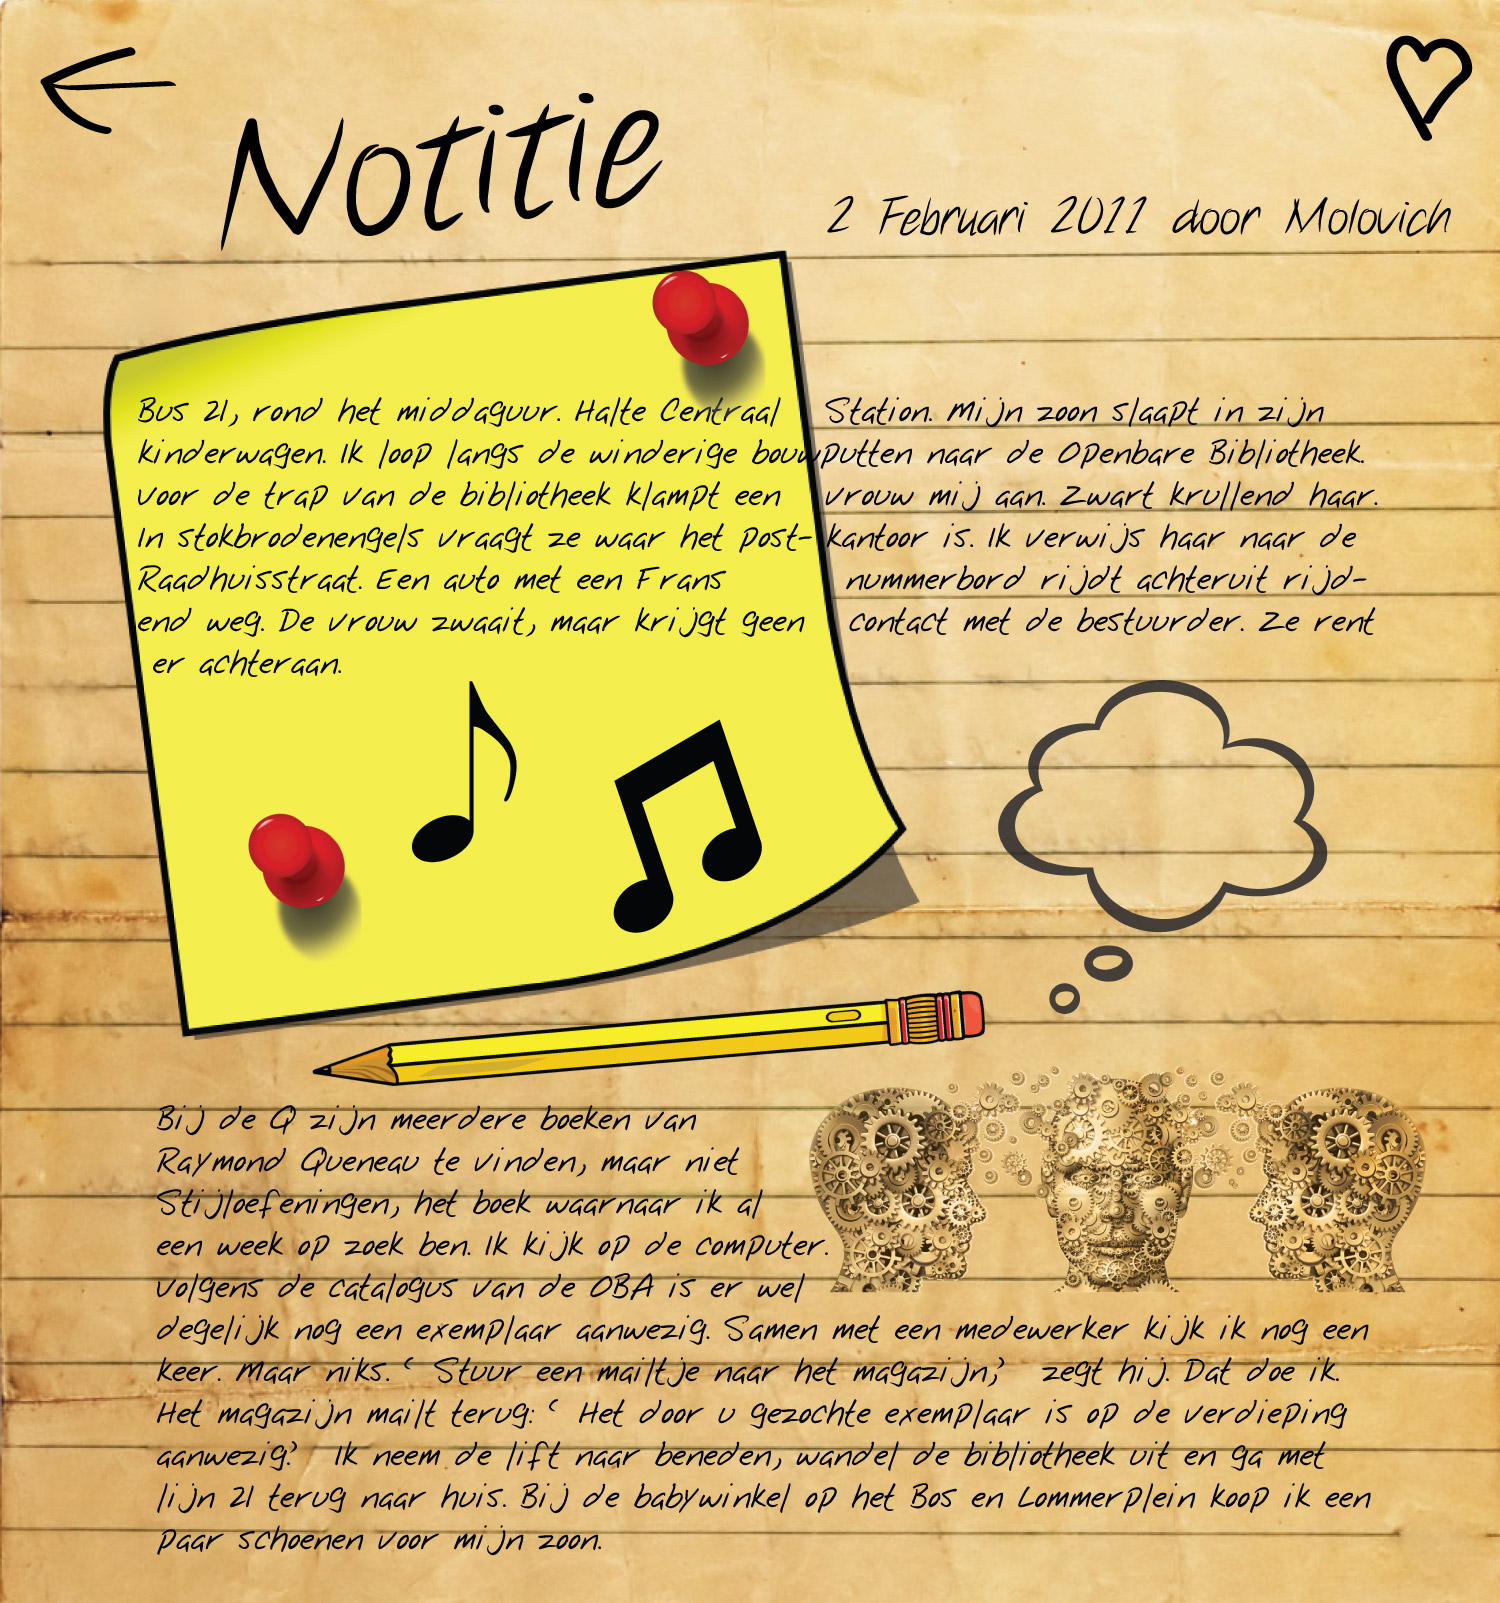 Notitie
2 Februari 2011 door Molovich
Bus 21, rond het middaguur. Halte Centraal Station. Mijn zoon slaapt in zijn
kinderwagen. Ik loop langs de winderige bouwputten naar de Openbare Bibliotheek.
Voor de trap van de bibliotheek klampt een vrouw mij aan. Zwart krullend haar.
In stokbrodenengels vraagt ze waar het post-kantoor is. Ik verwijs haar naar de
Raadhuisstraat. Een auto met een Frans nummerbord rijdt achteruit rijd-
end weg. De vrouw zwaait, maar krijgt geen contact met de bestuurder. Ze rent
er achteraan.
Bij de Q zijn meerdere boeken van
Raymond Queneau te vinden, maar niet
Stijloefeningen, het boek waarnaar ik al
een week op zoek ben. Ik kijk op de computer.
Volgens de catalogus van de OBA is er wel
degelijk nog een exemplaar aanwezig. Samen met een medewerker kijk ik nog een
keer. Maar niks. ‘ Stuur een mailtje naar het magazijn,’ zegt hij. Dat doe ik.
Het magazijn mailt terug: ‘ Het door u gezochte exemplaar is op de verdieping
aanwezig.’ Ik neem de lift naar beneden, wandel de bibliotheek uit en ga met
lijn 21 terug naar huis. Bij de babywinkel op het Bos en Lommerplein koop ik een
paar schoenen voor mijn zoon.